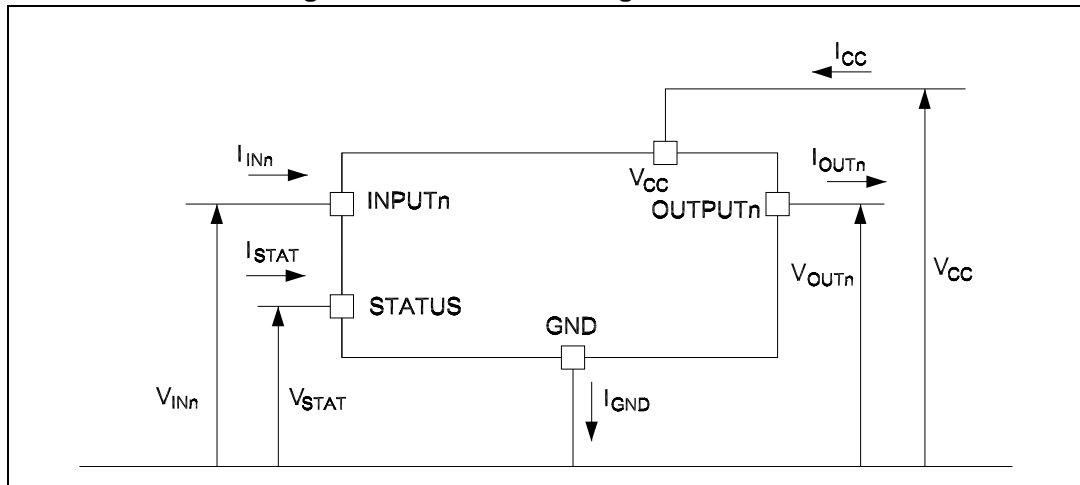 I_CC
I_INn
V_CC
I_OUTn
INPUTn
OUTPUTn
I_STAT
V_OUTn
V_CC
STATUS
GND
V_INn
V_STAT
I_GND